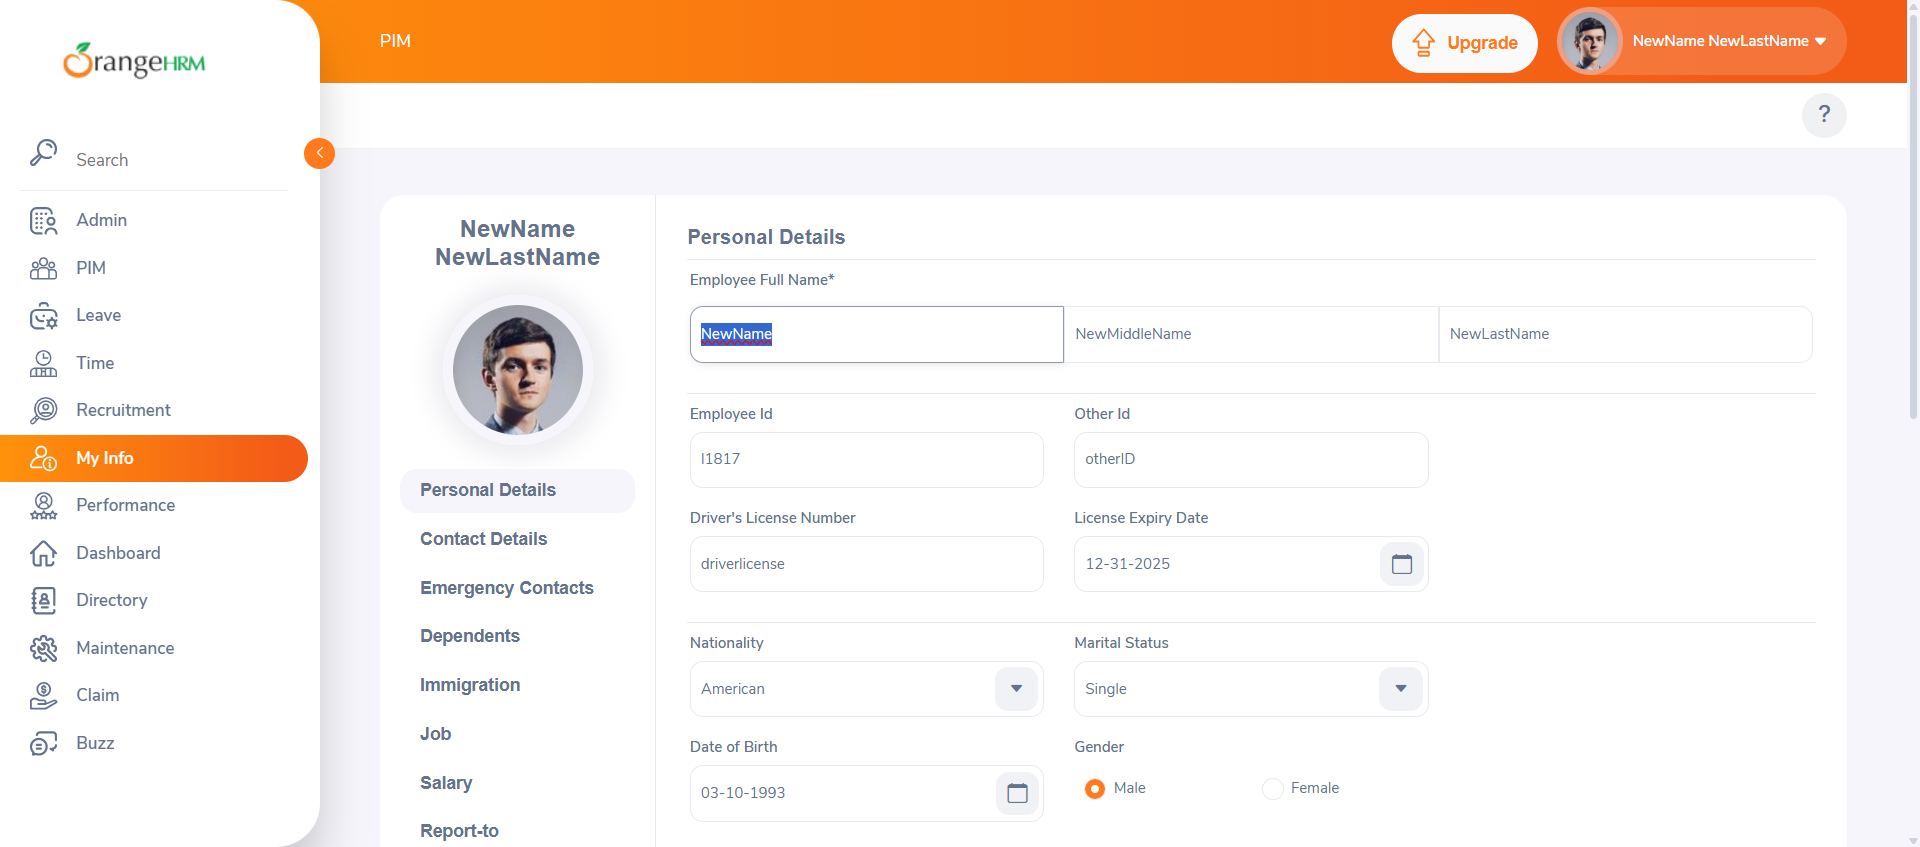 OrangeHRM
PIM
Upgrade
NewName NewLastName
?
Search
Admin
PIM
Leave
Time
Recruitment
My Info
Performance
Dashboard
Directory
Maintenance
Claim
Buzz
NewName
NewLastName
Personal Details
Contact Details
Emergency Contacts
Dependents
Immigration
Job
Salary
Report-to
Personal Details
Employee Full Name*
NewName NewMiddleName NewLastName
Employee Id Other Id
I1817 otherID
Driver's License Number License Expiry Date
driverlicense 12-31-2025
Nationality Marital Status
American Single
Date of Birth Gender
03-10-1993 Male Female